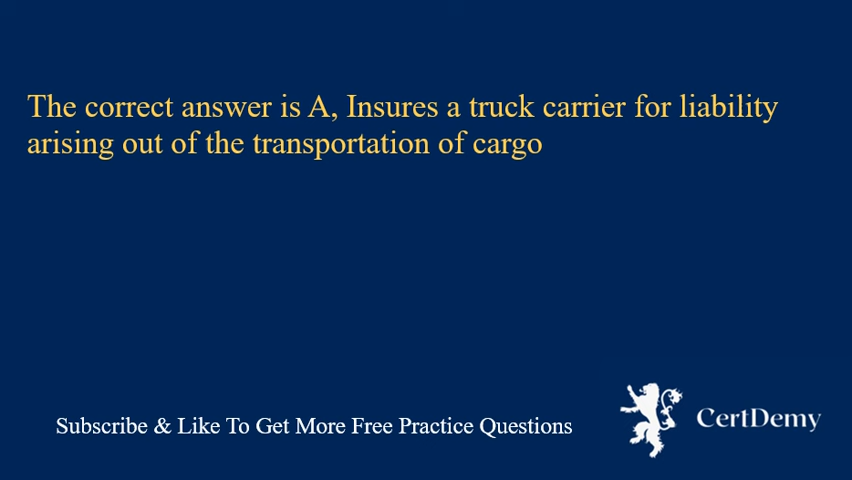 The correct answer is A, Insures a truck carrier for liability
arising out of the transportation of cargo
Subscribe & Like To Get More Free Practice Questions
CertDemy